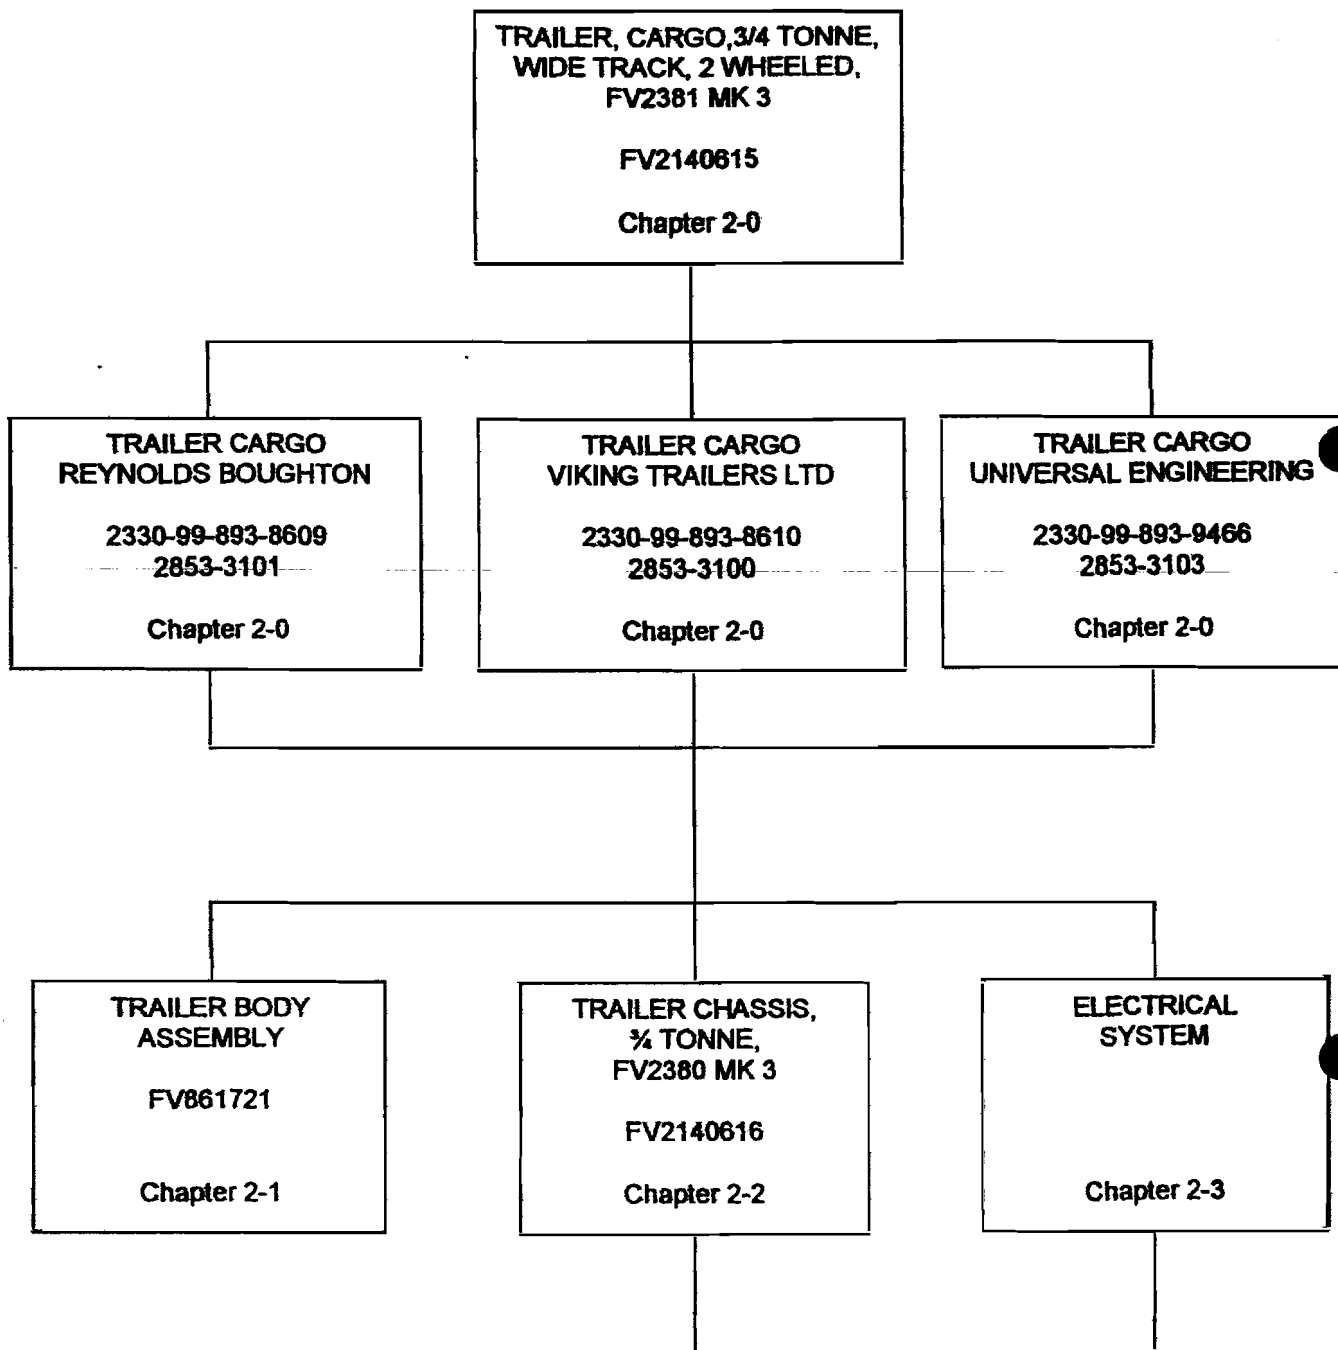 TRAILER, CARGO,3/4 TONNE,
WIDE TRACK, 2 WHEELED,
FV2381 MK 3
FV2140615
Chapter 2-0
TRAILER CARGO
REYNOLDS BOUGHTON
2330-99-893-8609
2853-3101
Chapter 2-0
TRAILER CARGO
VIKING TRAILERS LTD
2330-99-893-8610
2853-3100
Chapter 2-0
TRAILER CARGO
UNIVERSAL ENGINEERING
2330-99-893-9466
2853-3103
Chapter 2-0
TRAILER BODY
ASSEMBLY
FV861721
Chapter 2-1
TRAILER CHASSIS,
¾ TONNE,
FV2380 MK 3
FV2140616
Chapter 2-2
ELECTRICAL
SYSTEM
Chapter 2-3